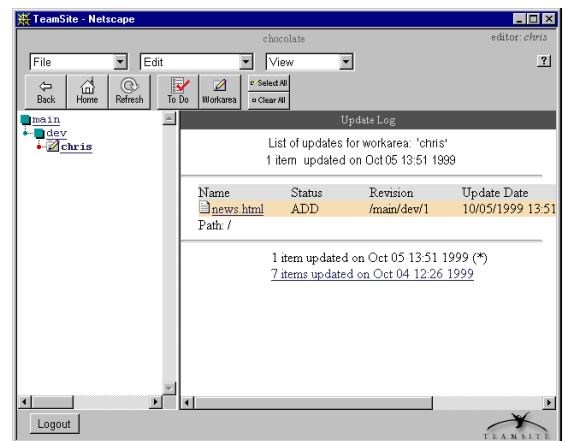 TeamSite - Netscape
chocolate
editor: chris
File Edit View ?
Back Home Refresh To Do Workarea Select All Clear All
main
dev
chris
Update Log
List of updates for workarea: 'chris'
1 item updated on Oct 05 13:51 1999
Name Status Revision Update Date
news.html ADD /main/dev/1 10/05/1999 13:51
Path: /
1 item updated on Oct 05 13:51 1999 (*)
7 items updated on Oct 04 12:26 1999
Logout
TEAMSITE